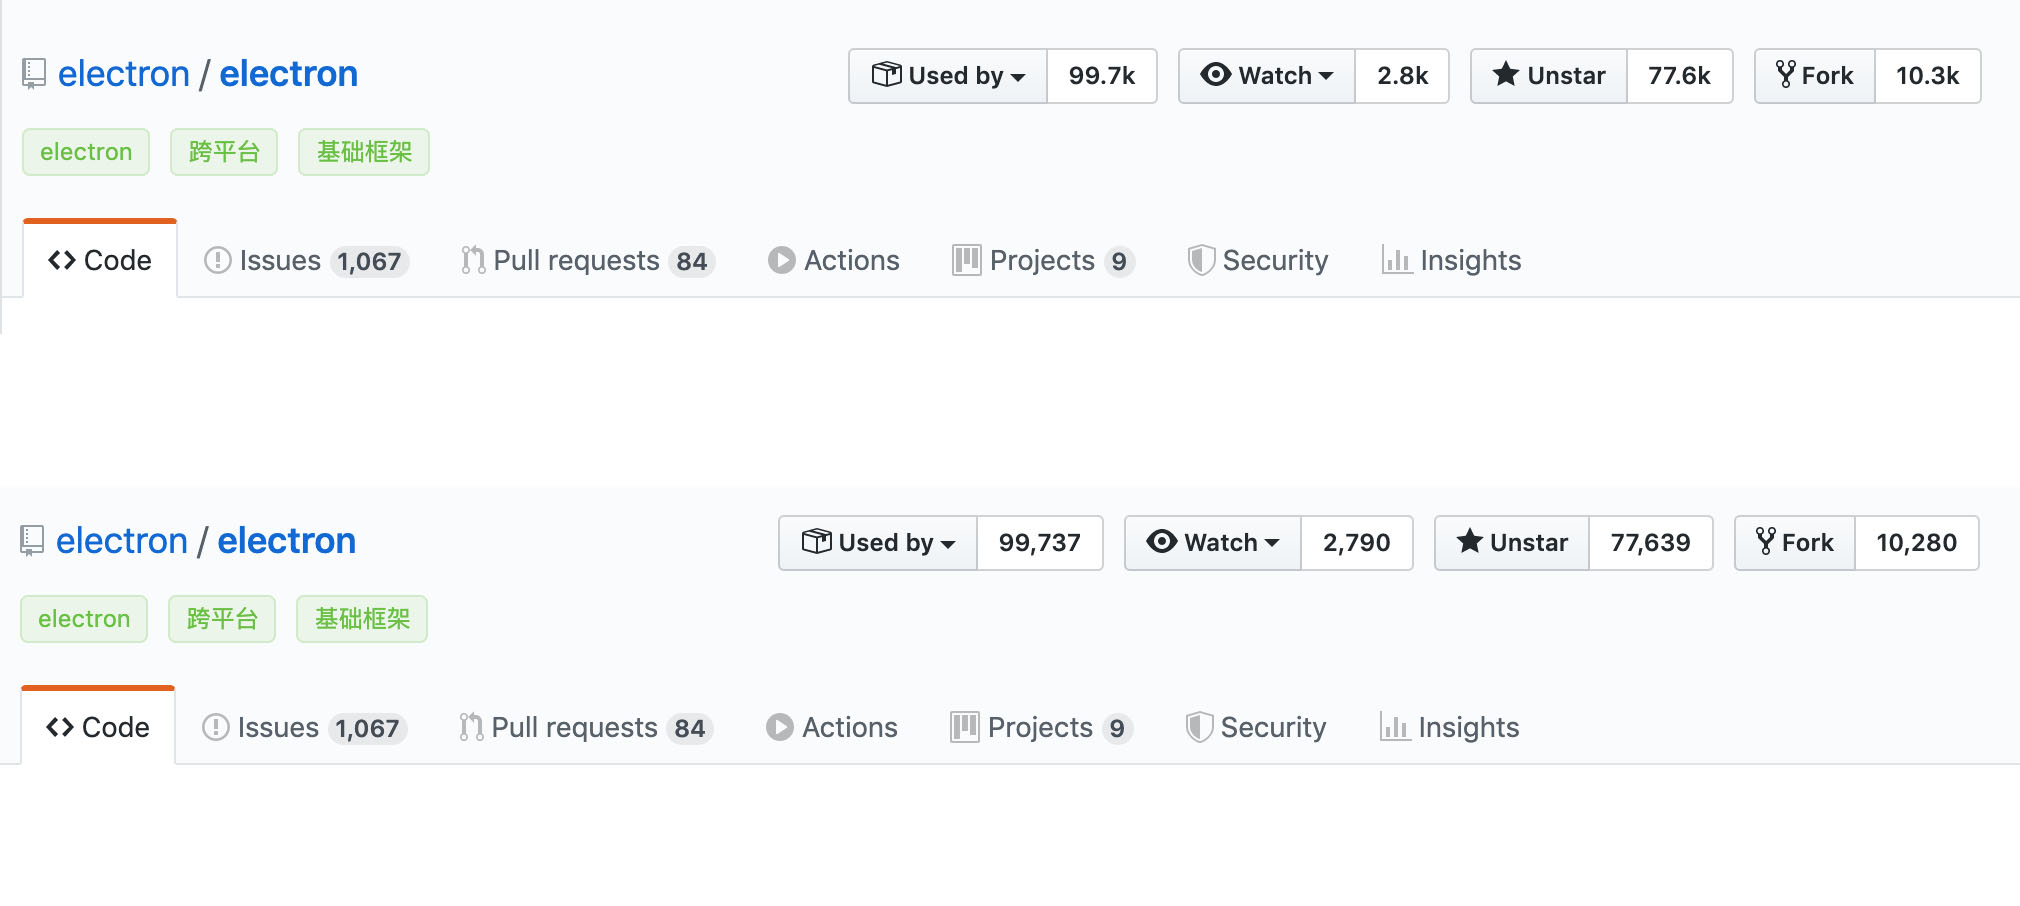 electron / electron Used by 99.7k Watch 2.8k Unstar 77.6k Fork 10.3k
electron 跨平台 基础框架
Code Issues 1,067 Pull requests 84 Actions Projects 9 Security Insights
electron / electron Used by 99,737 Watch 2,790 Unstar 77,639 Fork 10,280
electron 跨平台 基础框架
Code Issues 1,067 Pull requests 84 Actions Projects 9 Security Insights